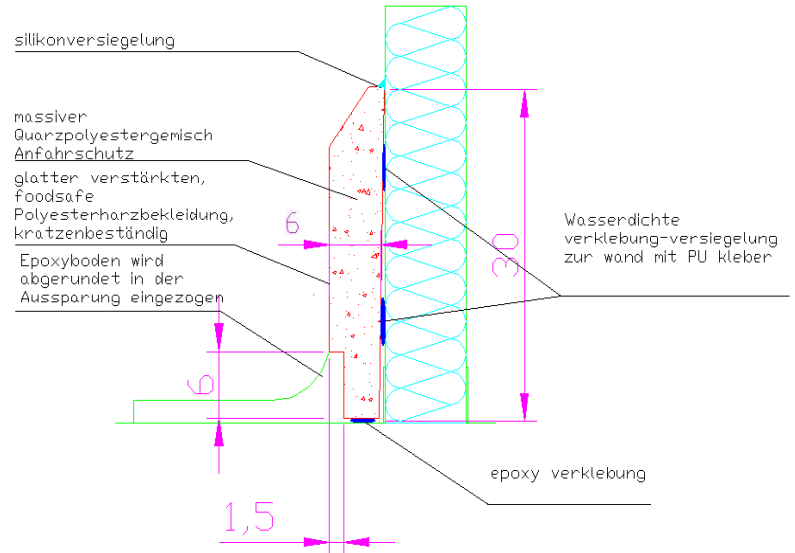 silikonversiegelung
massiver
Quarzpolyestergemisch
Anfahrschutz
glatter verstärkten,
foodsafe
Polyesterharzbekleidung,
kratzenbeständig
Epoxyboden wird
abgerundet in der
Aussparung eingezogen
6
30
Wasserdichte
verklebung-versiegelung
zur wand mit PU kleber
6
epoxy verklebung
1,5